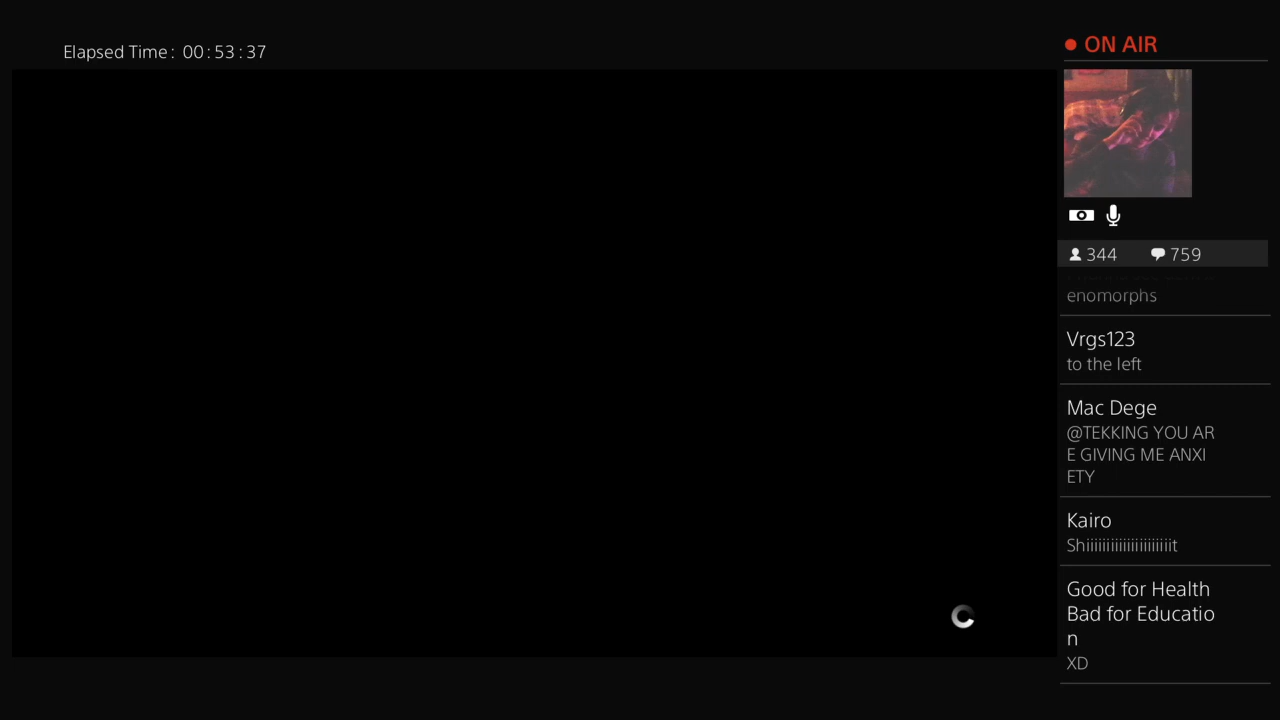 Elapsed Time: 00:53:37
ON AIR
344 759
enomorphs
Vrgs123
to the left
Mac Dege
@TEKKING YOU AR
E GIVING ME ANXI
ETY
Kairo
Shiiiiiiiiiiiiiiiiiiiiiit
Good for Health
Bad for Educatio
n
XD